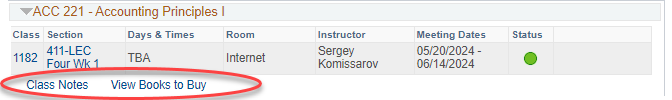 ACC 221 - Accounting Principles I
Class Section Days & Times Room Instructor Meeting Dates Status
1182 411-LEC Four Wk 1 TBA Internet Sergey Komissarov 05/20/2024 - 06/14/2024
Class Notes View Books to Buy